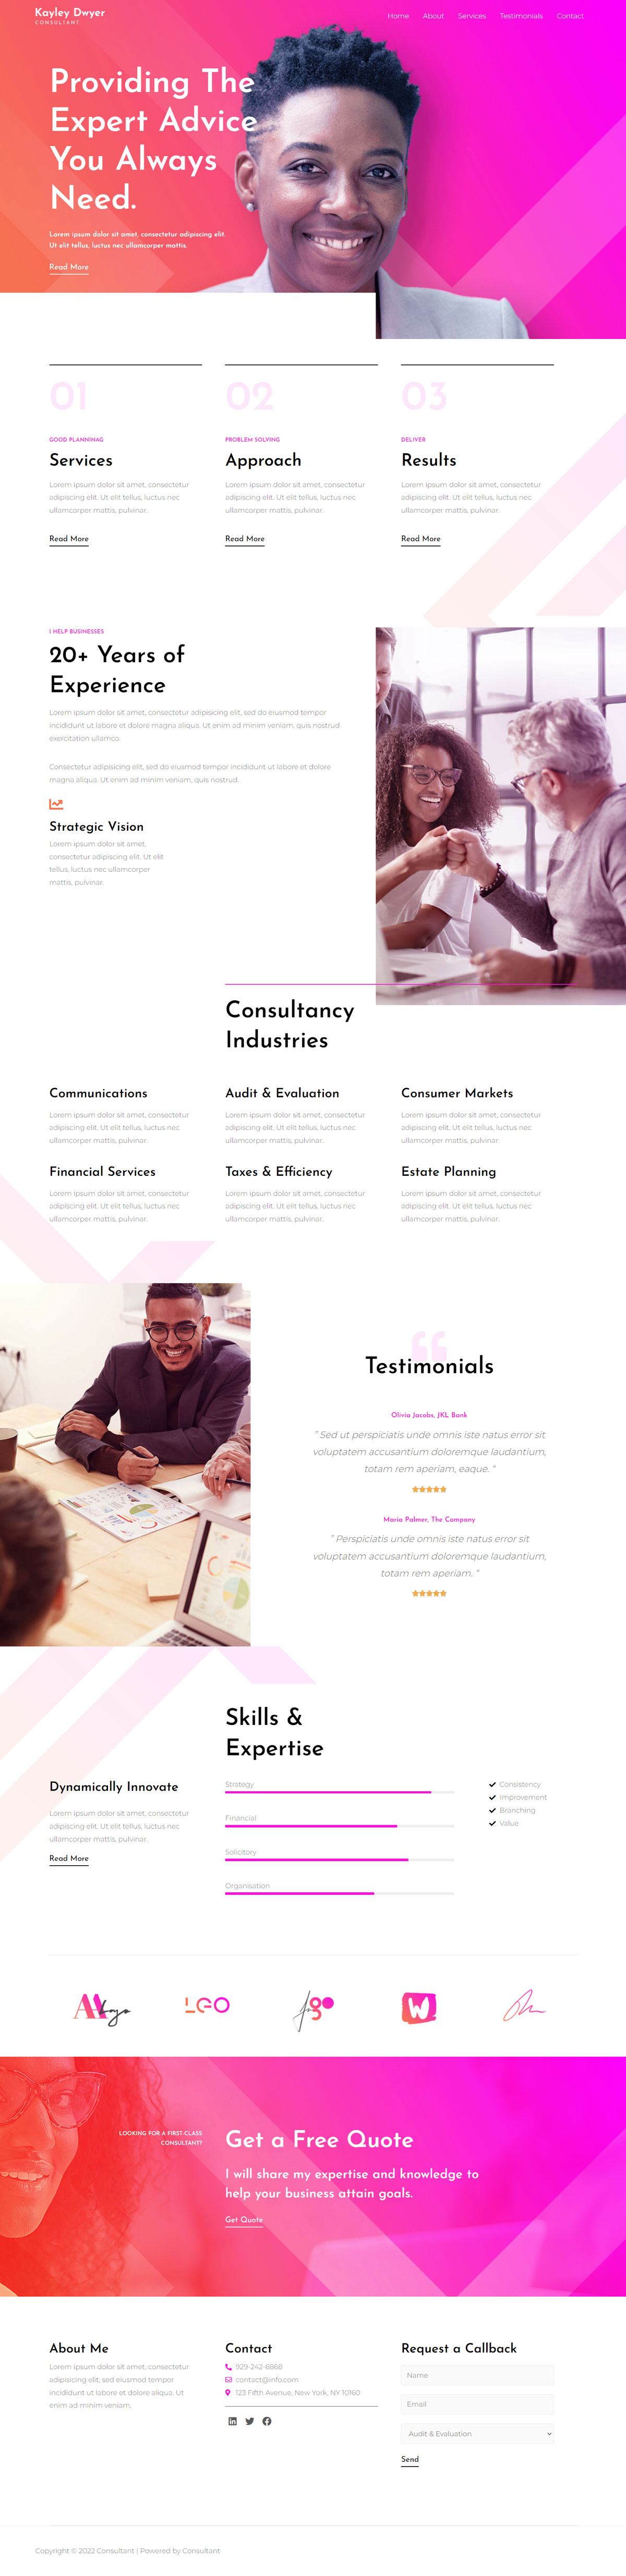 Kayley Dwyer
CONSULTANT
Home About Services Testimonials Contact
Providing The
Expert Advice
You Always
Need.
Lorem ipsum dolor sit amet, consectetur adipiscing elit.
Ut elit tellus, luctus nec ullamcorper mattis.
Read More
01
GOOD PLANNINAG
Services
Lorem ipsum dolor sit amet, consectetur
adipiscing elit. Ut elit tellus, luctus nec
ullamcorper mattis, pulvinar.
Read More
02
PROBLEM SOLVING
Approach
Lorem ipsum dolor sit amet, consectetur
adipiscing elit. Ut elit tellus, luctus nec
ullamcorper mattis, pulvinar.
Read More
03
DELIVER
Results
Lorem ipsum dolor sit amet, consectetur
adipiscing elit. Ut elit tellus, luctus nec
ullamcorper mattis, pulvinar.
Read More
I HELP BUSINESSES
20+ Years of
Experience
Lorem ipsum dolor sit amet, consectetur adipisicing elit, sed do eiusmod tempor
incididunt ut labore et dolore magna aliqua. Ut enim ad minim veniam, quis nostrud
exercitation ullamco.
Consectetur adipisicing elit, sed do eiusmod tempor incididunt ut labore et dolore
magna aliqua. Ut enim ad minim veniam, quis nostrud.
Strategic Vision
Lorem ipsum dolor sit amet,
consectetur adipiscing elit. Ut elit
tellus, luctus nec ullamcorper
mattis, pulvinar.
Consultancy
Industries
Communications
Lorem ipsum dolor sit amet, consectetur
adipiscing elit. Ut elit tellus, luctus nec
ullamcorper mattis, pulvinar.
Audit & Evaluation
Lorem ipsum dolor sit amet, consectetur
adipiscing elit. Ut elit tellus, luctus nec
ullamcorper mattis, pulvinar.
Consumer Markets
Lorem ipsum dolor sit amet, consectetur
adipiscing elit. Ut elit tellus, luctus nec
ullamcorper mattis, pulvinar.
Financial Services
Lorem ipsum dolor sit amet, consectetur
adipiscing elit. Ut elit tellus, luctus nec
ullamcorper mattis, pulvinar.
Taxes & Efficiency
Lorem ipsum dolor sit amet, consectetur
adipiscing elit. Ut elit tellus, luctus nec
ullamcorper mattis, pulvinar.
Estate Planning
Lorem ipsum dolor sit amet, consectetur
adipiscing elit. Ut elit tellus, luctus nec
ullamcorper mattis, pulvinar.
Testimonials
Olivia Jacobs, JKL Bank
" Sed ut perspiciatis unde omnis iste natus error sit
voluptatem accusantium doloremque laudantium,
totam rem aperiam, eaque. "
Maria Palmer, The Company
" Perspiciatis unde omnis iste natus error sit
voluptatem accusantium doloremque laudantium,
totam rem aperiam. "
Skills &
Expertise
Dynamically Innovate
Lorem ipsum dolor sit amet, consectetur
adipiscing elit. Ut elit tellus, luctus nec
ullamcorper mattis, pulvinar.
Read More
Strategy
Financial
Solicitory
Organisation
Consistency
Improvement
Branching
Value
LEO
W
LOOKING FOR A FIRST-CLASS
CONSULTANT?
Get a Free Quote
I will share my expertise and knowledge to
help your business attain goals.
Get Quote
About Me
Lorem ipsum dolor sit amet, consectetur
adipisicing elit, sed eiusmod tempor
incididunt ut labore et dolore aliqua. Ut
enim ad minim veniam.
Contact
929-242-6868
contact@info.com
123 Fifth Avenue, New York, NY 10160
Request a Callback
Name
Email
Audit & Evaluation
Send
Copyright © 2022 Consultant | Powered by Consultant